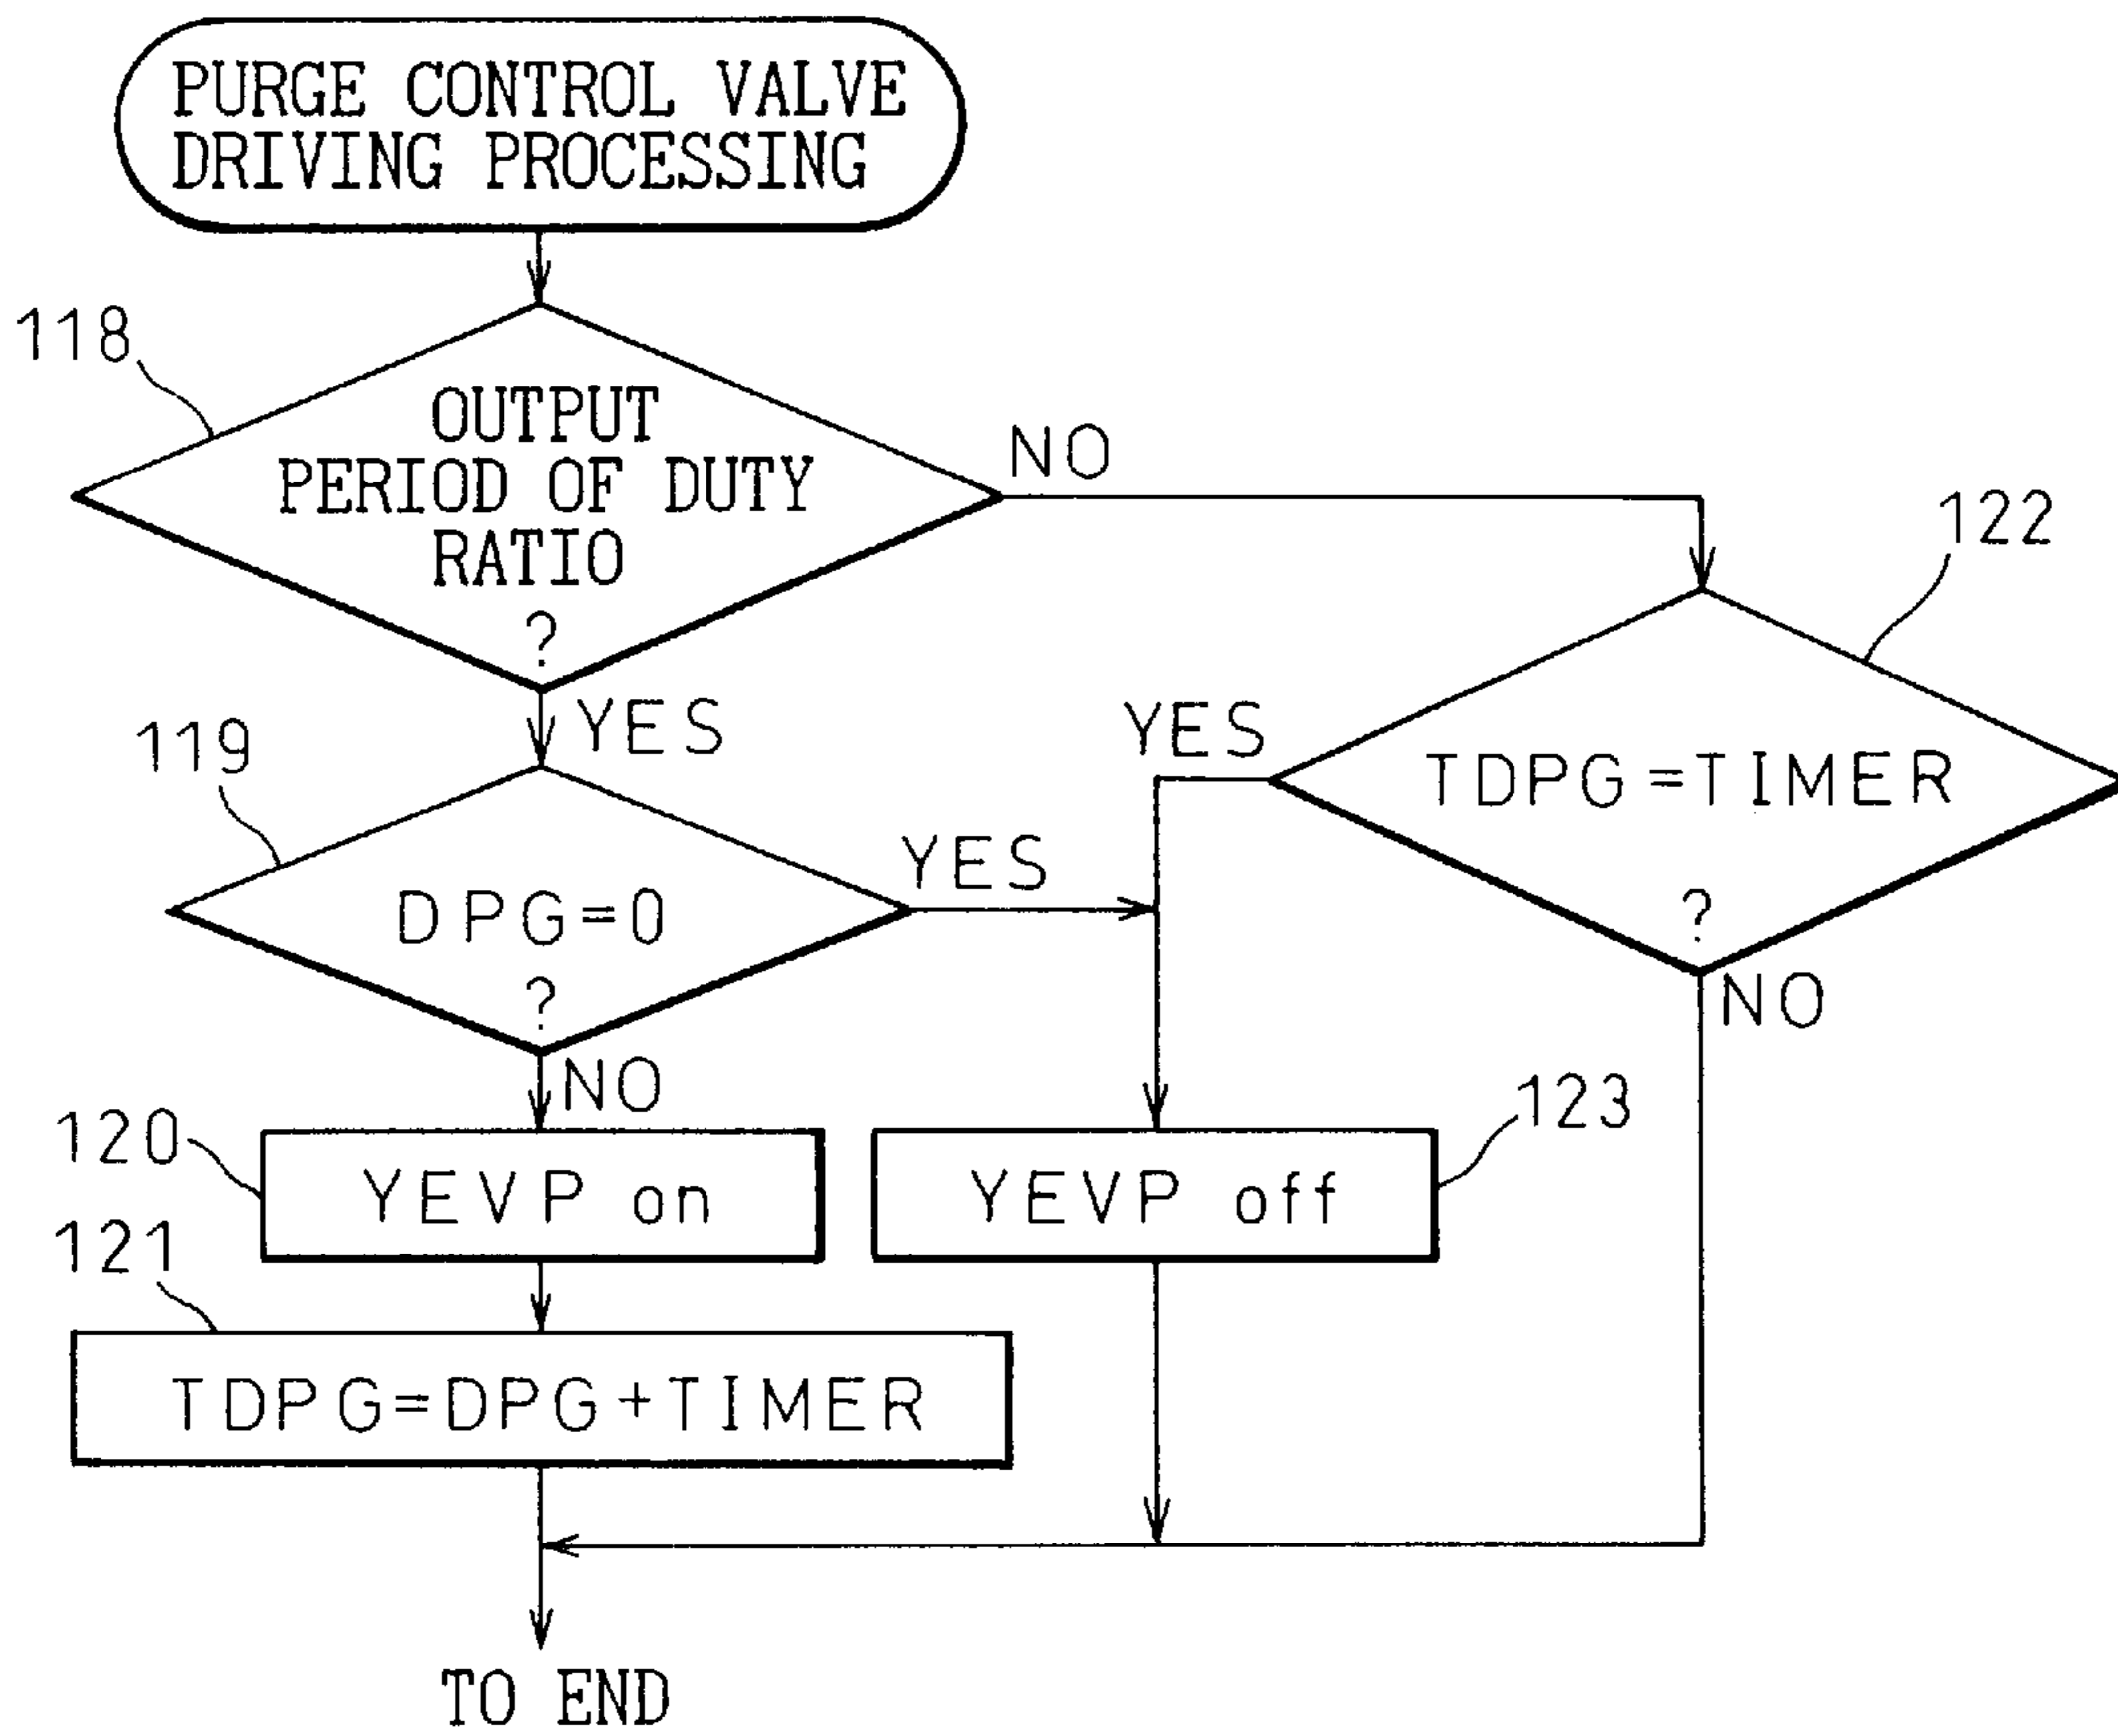 PURGE CONTROL VALVE
DRIVING PROCESSING
118
OUTPUT
PERIOD OF DUTY
RATIO
?
NO
122
YES
119
YES
TDPG=TIMER
?
NO
YES
DPG=0
?
NO
120
YEVP on
YEVP off
123
121
TDPG=DPG+TIMER
TO END